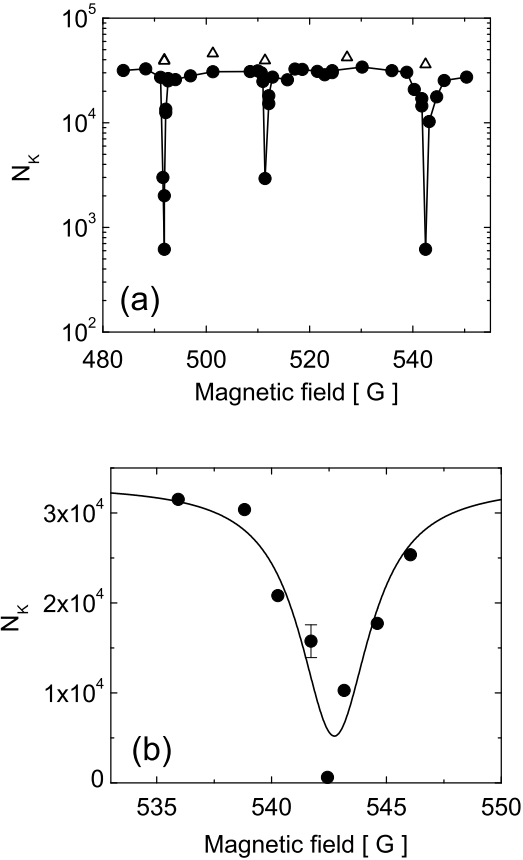 10^5
10^4
N_K
10^3
10^2
(a)
480 500 520 540
Magnetic field [ G ]
3x10^4
2x10^4
N_K
1x10^4
(b)
0
535 540 545 550
Magnetic field [ G ]